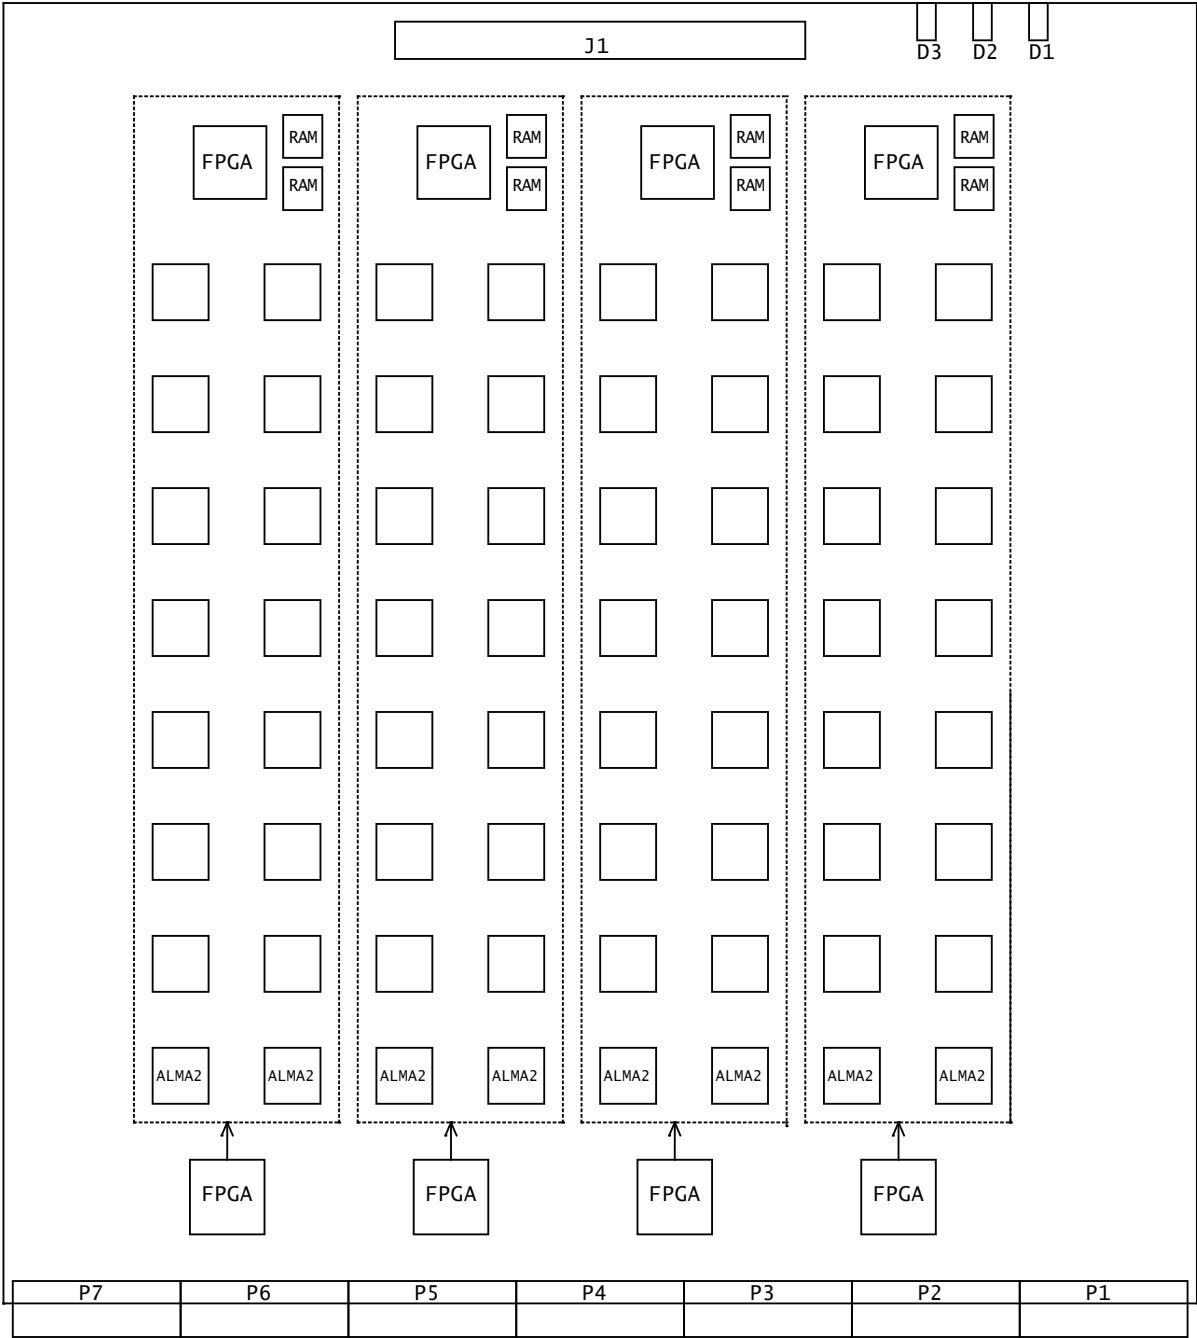 J1
D3 D2 D1
RAM RAM RAM RAM
FPGA FPGA FPGA FPGA
RAM RAM RAM RAM
ALMA2 ALMA2 ALMA2 ALMA2 ALMA2 ALMA2 ALMA2 ALMA2
FPGA FPGA FPGA FPGA
P7 P6 P5 P4 P3 P2 P1